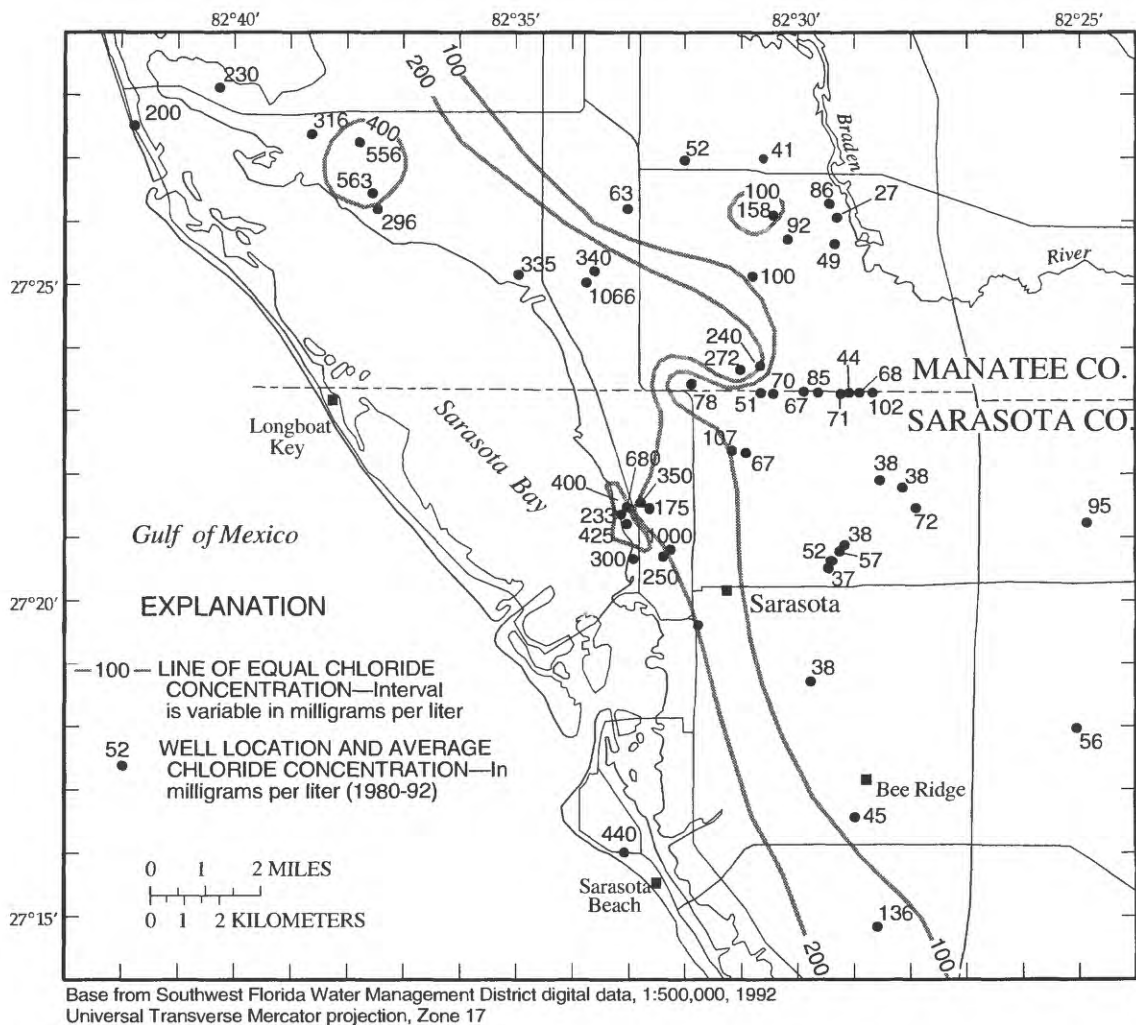 82°40′ 82°35′ 82°30′ 82°25′
230
200
316
400
556
563
296
200
100
52
41
Braden
86
27
63
100
158
92
49
River
27°25′
335
340
1066
100
240
272
70
85
44
68
MANATEE CO.
78
51
67
71
102
SARASOTA CO.
Longboat
Key
Sarasota Bay
107
67
680
350
400
233
175
425
1000
300
250
38
38
72
95
38
52
57
37
Gulf of Mexico
27°20′
Sarasota
EXPLANATION
—100— LINE OF EQUAL CHLORIDE
CONCENTRATION—Interval
is variable in milligrams per liter
38
52 WELL LOCATION AND AVERAGE
CHLORIDE CONCENTRATION—In
milligrams per liter (1980-92)
56
Bee Ridge
45
440
0 1 2 MILES
0 1 2 KILOMETERS
Sarasota
Beach
27°15′
136
200
100
Base from Southwest Florida Water Management District digital data, 1:500,000, 1992
Universal Transverse Mercator projection, Zone 17